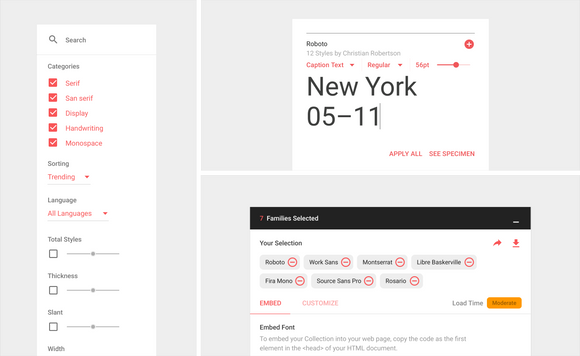 Search
Categories
Serif
San serif
Display
Handwriting
Monospace
Sorting
Trending
Language
All Languages
Total Styles
Thickness
Slant
Width
Roboto
12 Styles by Christian Robertson
Caption Text Regular 56pt
New York
05–11
APPLY ALL SEE SPECIMEN
7 Families Selected
Your Selection
Roboto Work Sans Montserrat Libre Baskerville
Fira Mono Source Sans Pro Rosario
EMBED CUSTOMIZE Load Time Moderate
Embed Font
To embed your Collection into your web page, copy the code as the first
element in the <head> of your HTML document.